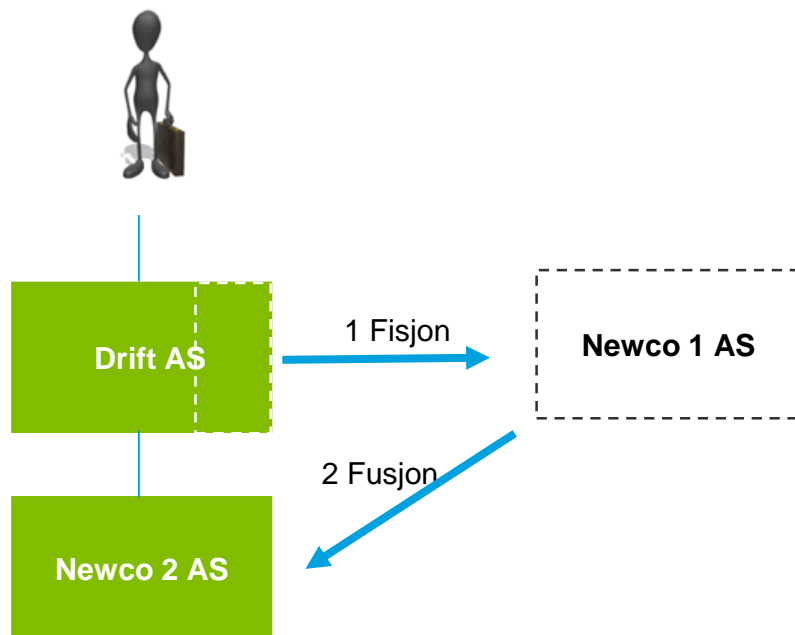 1 Fisjon
Drift AS
Newco 1 AS
2 Fusjon
Newco 2 AS